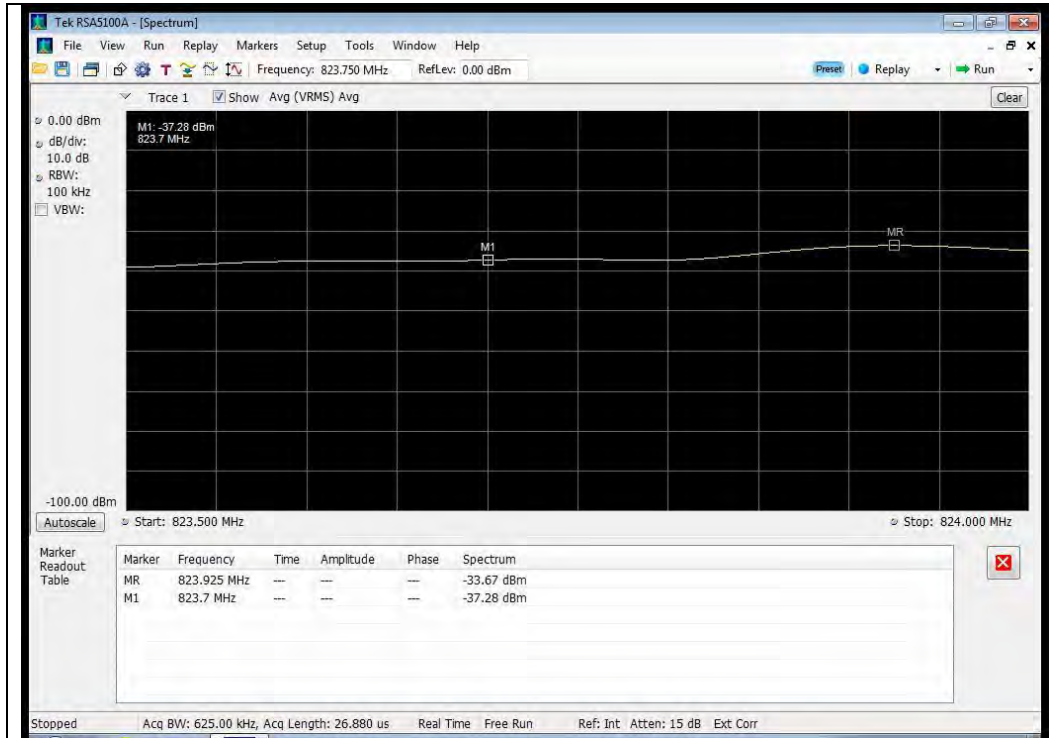 Tek RSA5100A - [Spectrum]
File View Run Replay Markers Setup Tools Window Help
T Frequency: 823.750 MHz RefLev: 0.00 dBm Preset Replay Run
Trace 1 Show Avg (VRMS) Avg Clear
0.00 dBm
dB/div:
10.0 dB
RBW:
100 kHz
VBW:
M1: -37.28 dBm
823.7 MHz
MR
M1
-100.00 dBm
Autoscale Start: 823.500 MHz Stop: 824.000 MHz
Marker
Readout
Table
Marker Frequency Time Amplitude Phase Spectrum
MR 823.925 MHz --- --- --- -33.67 dBm
M1 823.7 MHz --- --- --- -37.28 dBm
Stopped Acq BW: 625.00 kHz, Acq Length: 26.880 us Real Time Free Run Ref: Int Atten: 15 dB Ext Corr